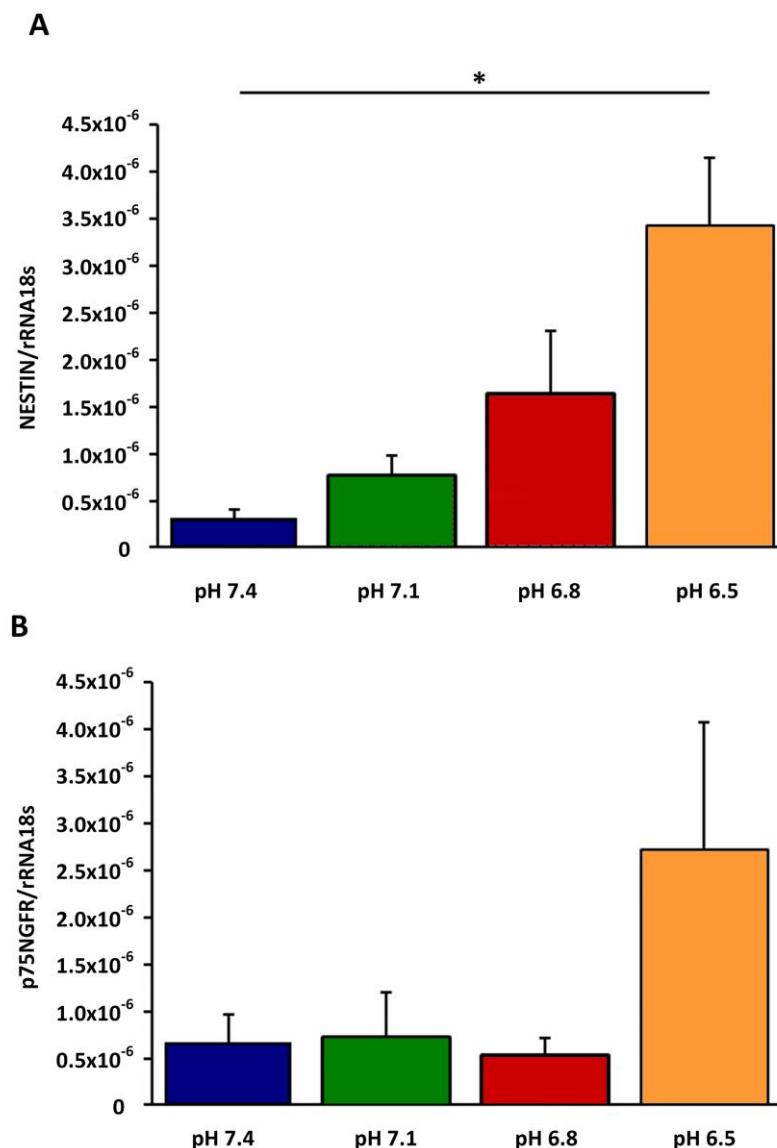 A
*
4.5x10⁻⁶
4.0x10⁻⁶
3.5x10⁻⁶
3.0x10⁻⁶
2.5x10⁻⁶
2.0x10⁻⁶
1.5x10⁻⁶
1.0x10⁻⁶
0.5x10⁻⁶
0
NESTIN/rRNA18s
pH 7.4 pH 7.1 pH 6.8 pH 6.5
B
4.5x10⁻⁶
4.0x10⁻⁶
3.5x10⁻⁶
3.0x10⁻⁶
2.5x10⁻⁶
2.0x10⁻⁶
1.5x10⁻⁶
1.0x10⁻⁶
0.5x10⁻⁶
0
p75NGFR/rRNA18s
pH 7.4 pH 7.1 pH 6.8 pH 6.5